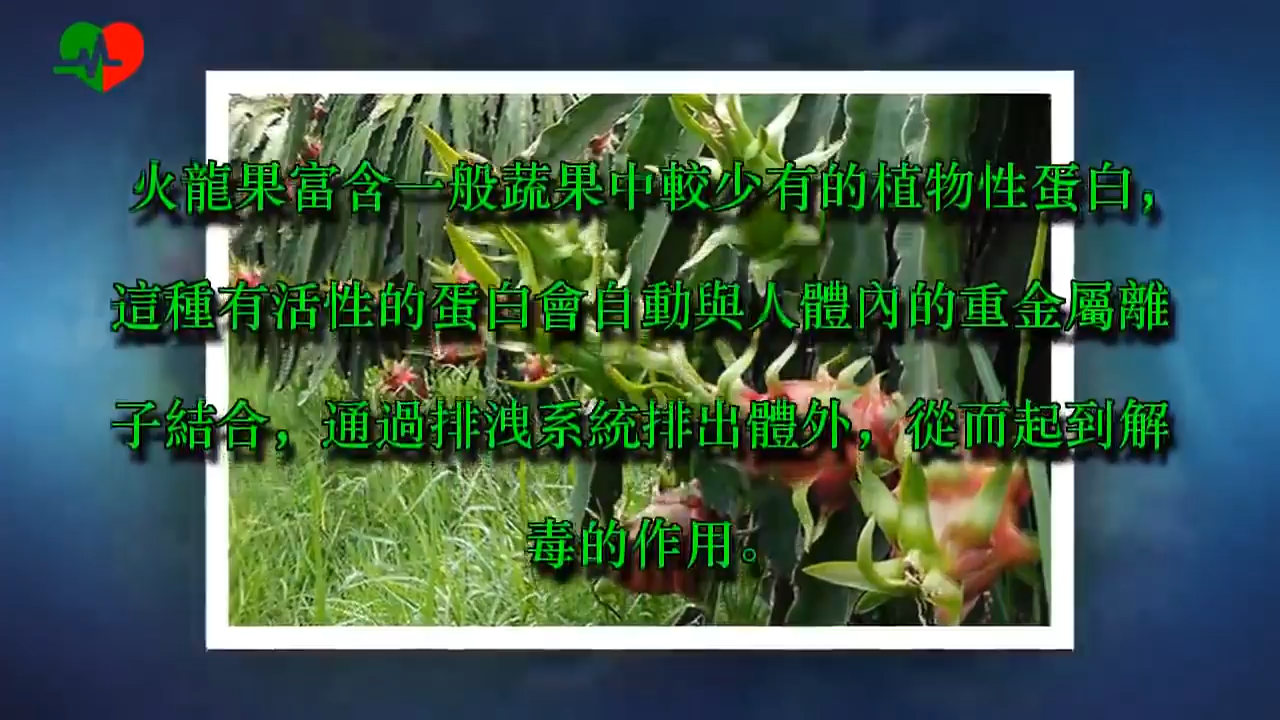 火龍果富含一般蔬果中較少有的植物性蛋白，
這種有活性的蛋白會自動與人體內的重金屬離
子結合，通過排洩系統排出體外，從而起到解
毒的作用。